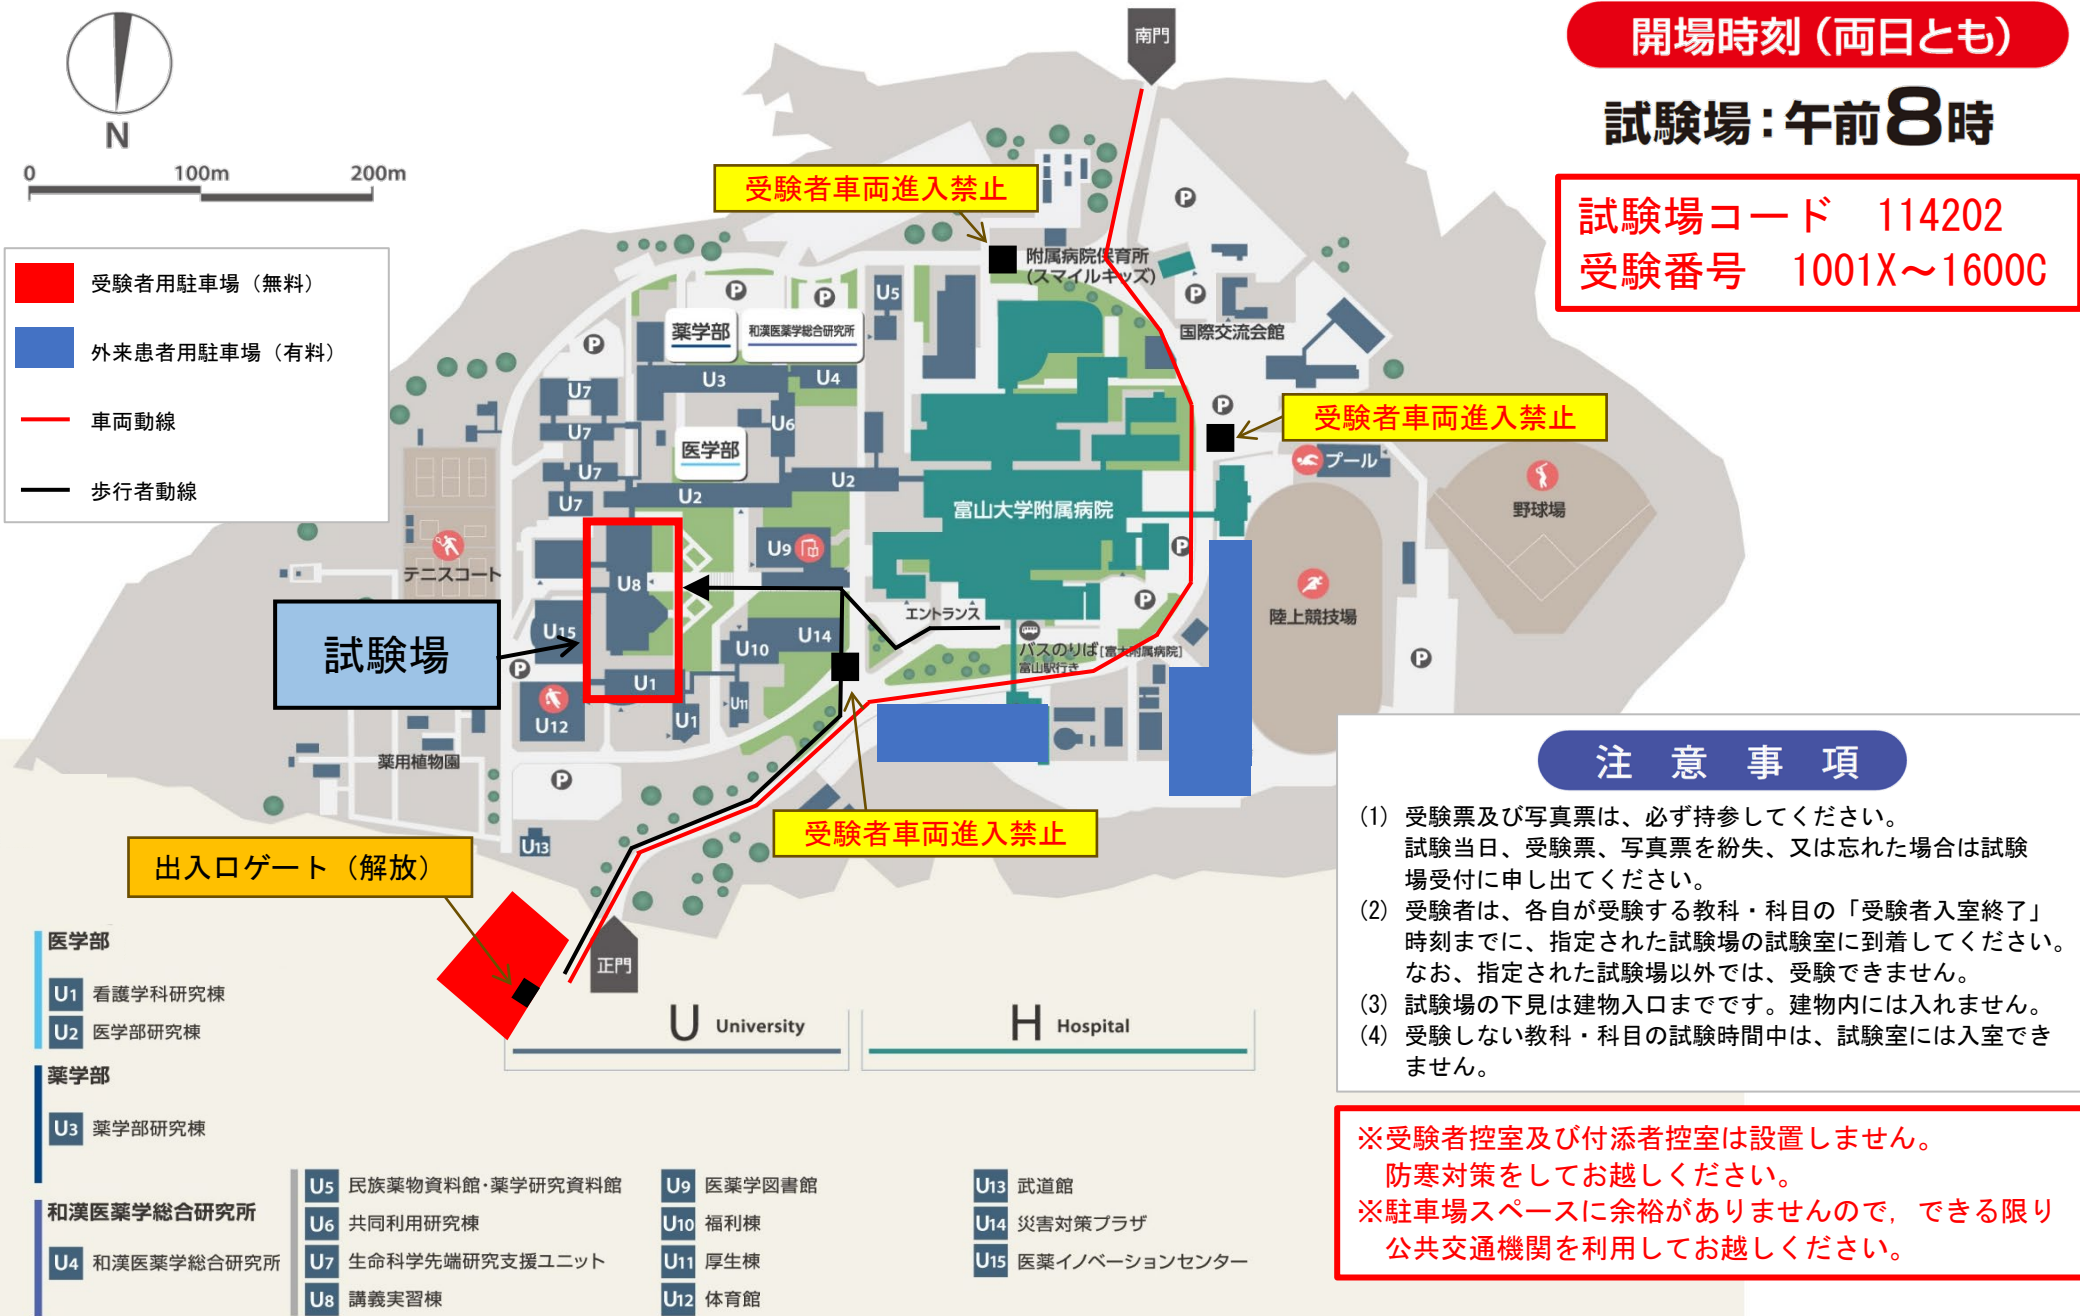 開場時刻（両日とも）
試験場：午前8時
試験場コード　114202
受験番号　1001X～1600C
N
0　100m　200m
受験者用駐車場（無料）
外来患者用駐車場（有料）
車両動線
歩行者動線
南門
受験者車両進入禁止
附属病院保育所
(スマイルキッズ)
P
P
P
U5
薬学部
和漢医薬学総合研究所
P
国際交流会館
P
U3
U4
U7
P
受験者車両進入禁止
U6
U7
医学部
プール
U7
U2
U2
U7
富山大学附属病院
野球場
U9
P
テニスコート
U8
P
エントランス
陸上競技場
試験場
U15
U14
U10
バスのりば[富大附属病院]
富山駅行き
P
P
U1
U12
U1
U11
薬用植物園
P
受験者車両進入禁止
U13
出入口ゲート（解放）
正門
U University
H Hospital
注意事項
(1) 受験票及び写真票は、必ず持参してください。
試験当日、受験票、写真票を紛失、又は忘れた場合は試験
場受付に申し出てください。
(2) 受験者は、各自が受験する教科・科目の「受験者入室終了」
時刻までに、指定された試験場の試験室に到着してください。
なお、指定された試験場以外では、受験できません。
(3) 試験場の下見は建物入口までです。建物内には入れません。
(4) 受験しない教科・科目の試験時間中は、試験室には入室でき
ません。
※受験者控室及び付添者控室は設置しません。
防寒対策をしてお越しください。
※駐車場スペースに余裕がありませんので，できる限り
公共交通機関を利用してお越しください。
医学部
U1 看護学科研究棟
U2 医学部研究棟
薬学部
U3 薬学部研究棟
和漢医薬学総合研究所
U4 和漢医薬学総合研究所
U5 民族薬物資料館・薬学研究資料館
U6 共同利用研究棟
U7 生命科学先端研究支援ユニット
U8 講義実習棟
U9 医薬学図書館
U10 福利棟
U11 厚生棟
U12 体育館
U13 武道館
U14 災害対策プラザ
U15 医薬イノベーションセンター